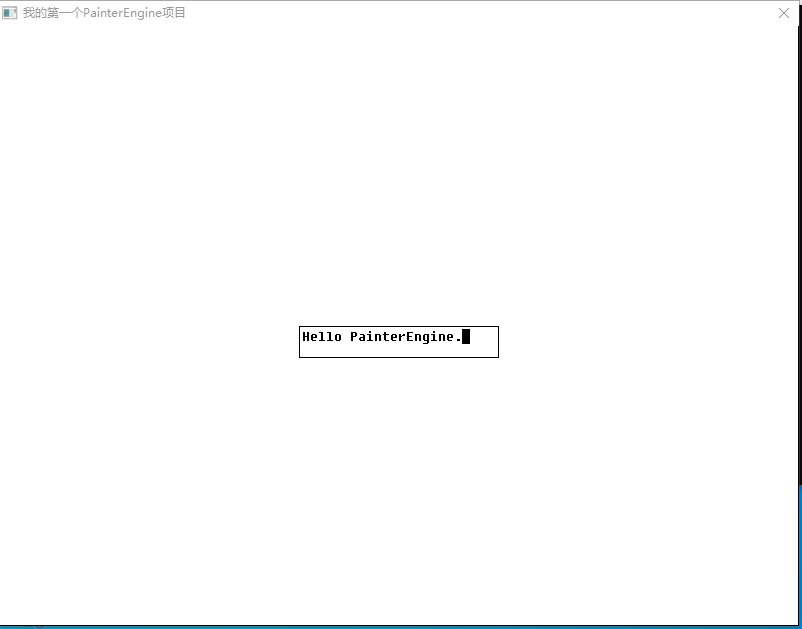 我的第一个PainterEngine项目
Hello PainterEngine.